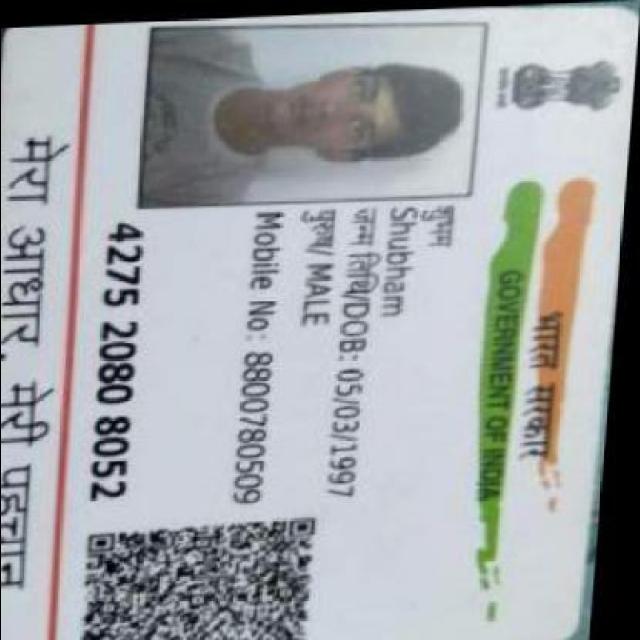 भारत सरकार
GOVERNMENT OF INDIA
शुभम
Shubham
जन्म तिथि/DOB: 05/03/1997
पुरुष/ MALE
Mobile No: 8800780509
4275 2080 8052
मेरा आधार, मेरी पहचान